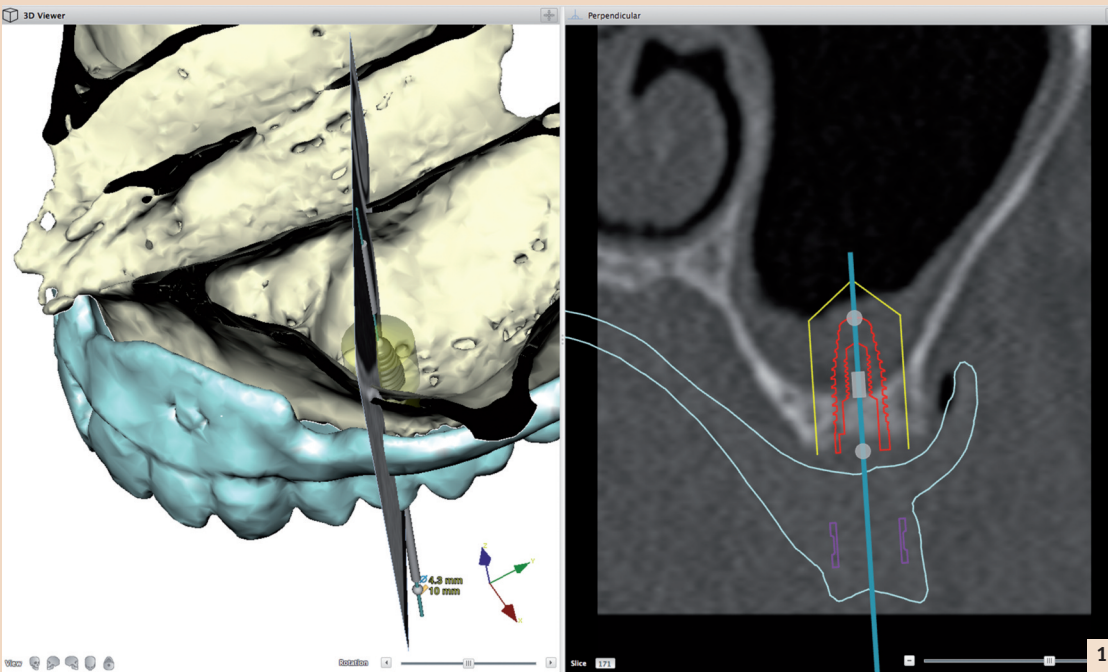 3D Viewer
Perpendicular
4.3 mm
10 mm
View
Rotation
Slice 171
1